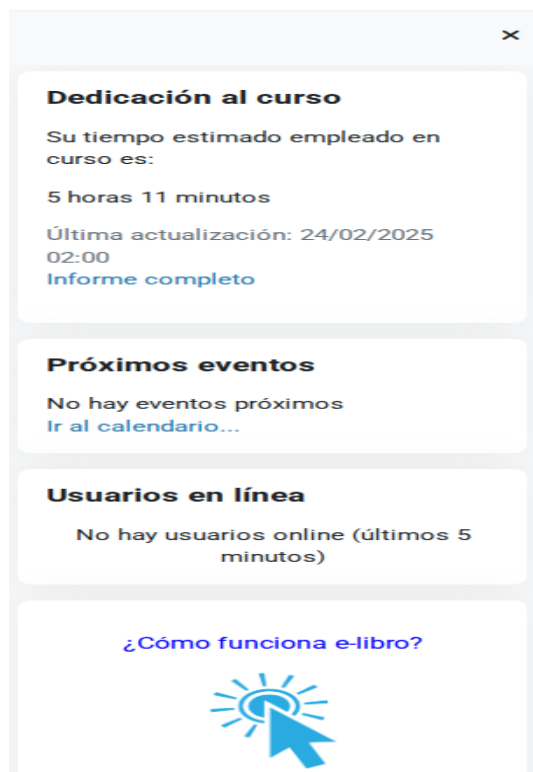 ×
Dedicación al curso
Su tiempo estimado empleado en
curso es:
5 horas 11 minutos
Última actualización: 24/02/2025
02:00
Informe completo
Próximos eventos
No hay eventos próximos
Ir al calendario...
Usuarios en línea
No hay usuarios online (últimos 5
minutos)
¿Cómo funciona e-libro?